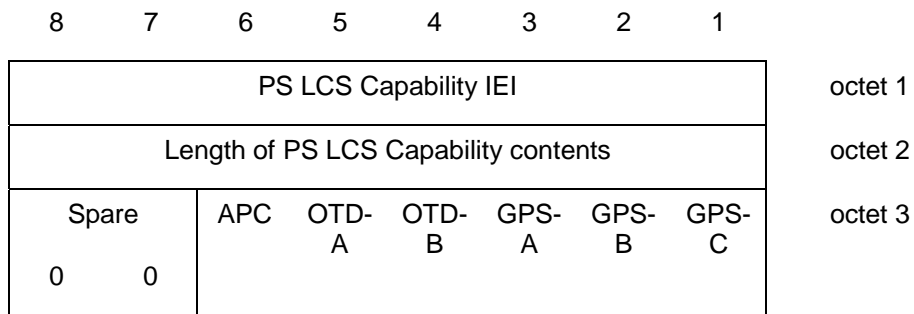 8 7 6 5 4 3 2 1
PS LCS Capability IEI octet 1
Length of PS LCS Capability contents octet 2
Spare APC OTD- OTD- GPS- GPS- GPS- octet 3
A B A B C
0 0